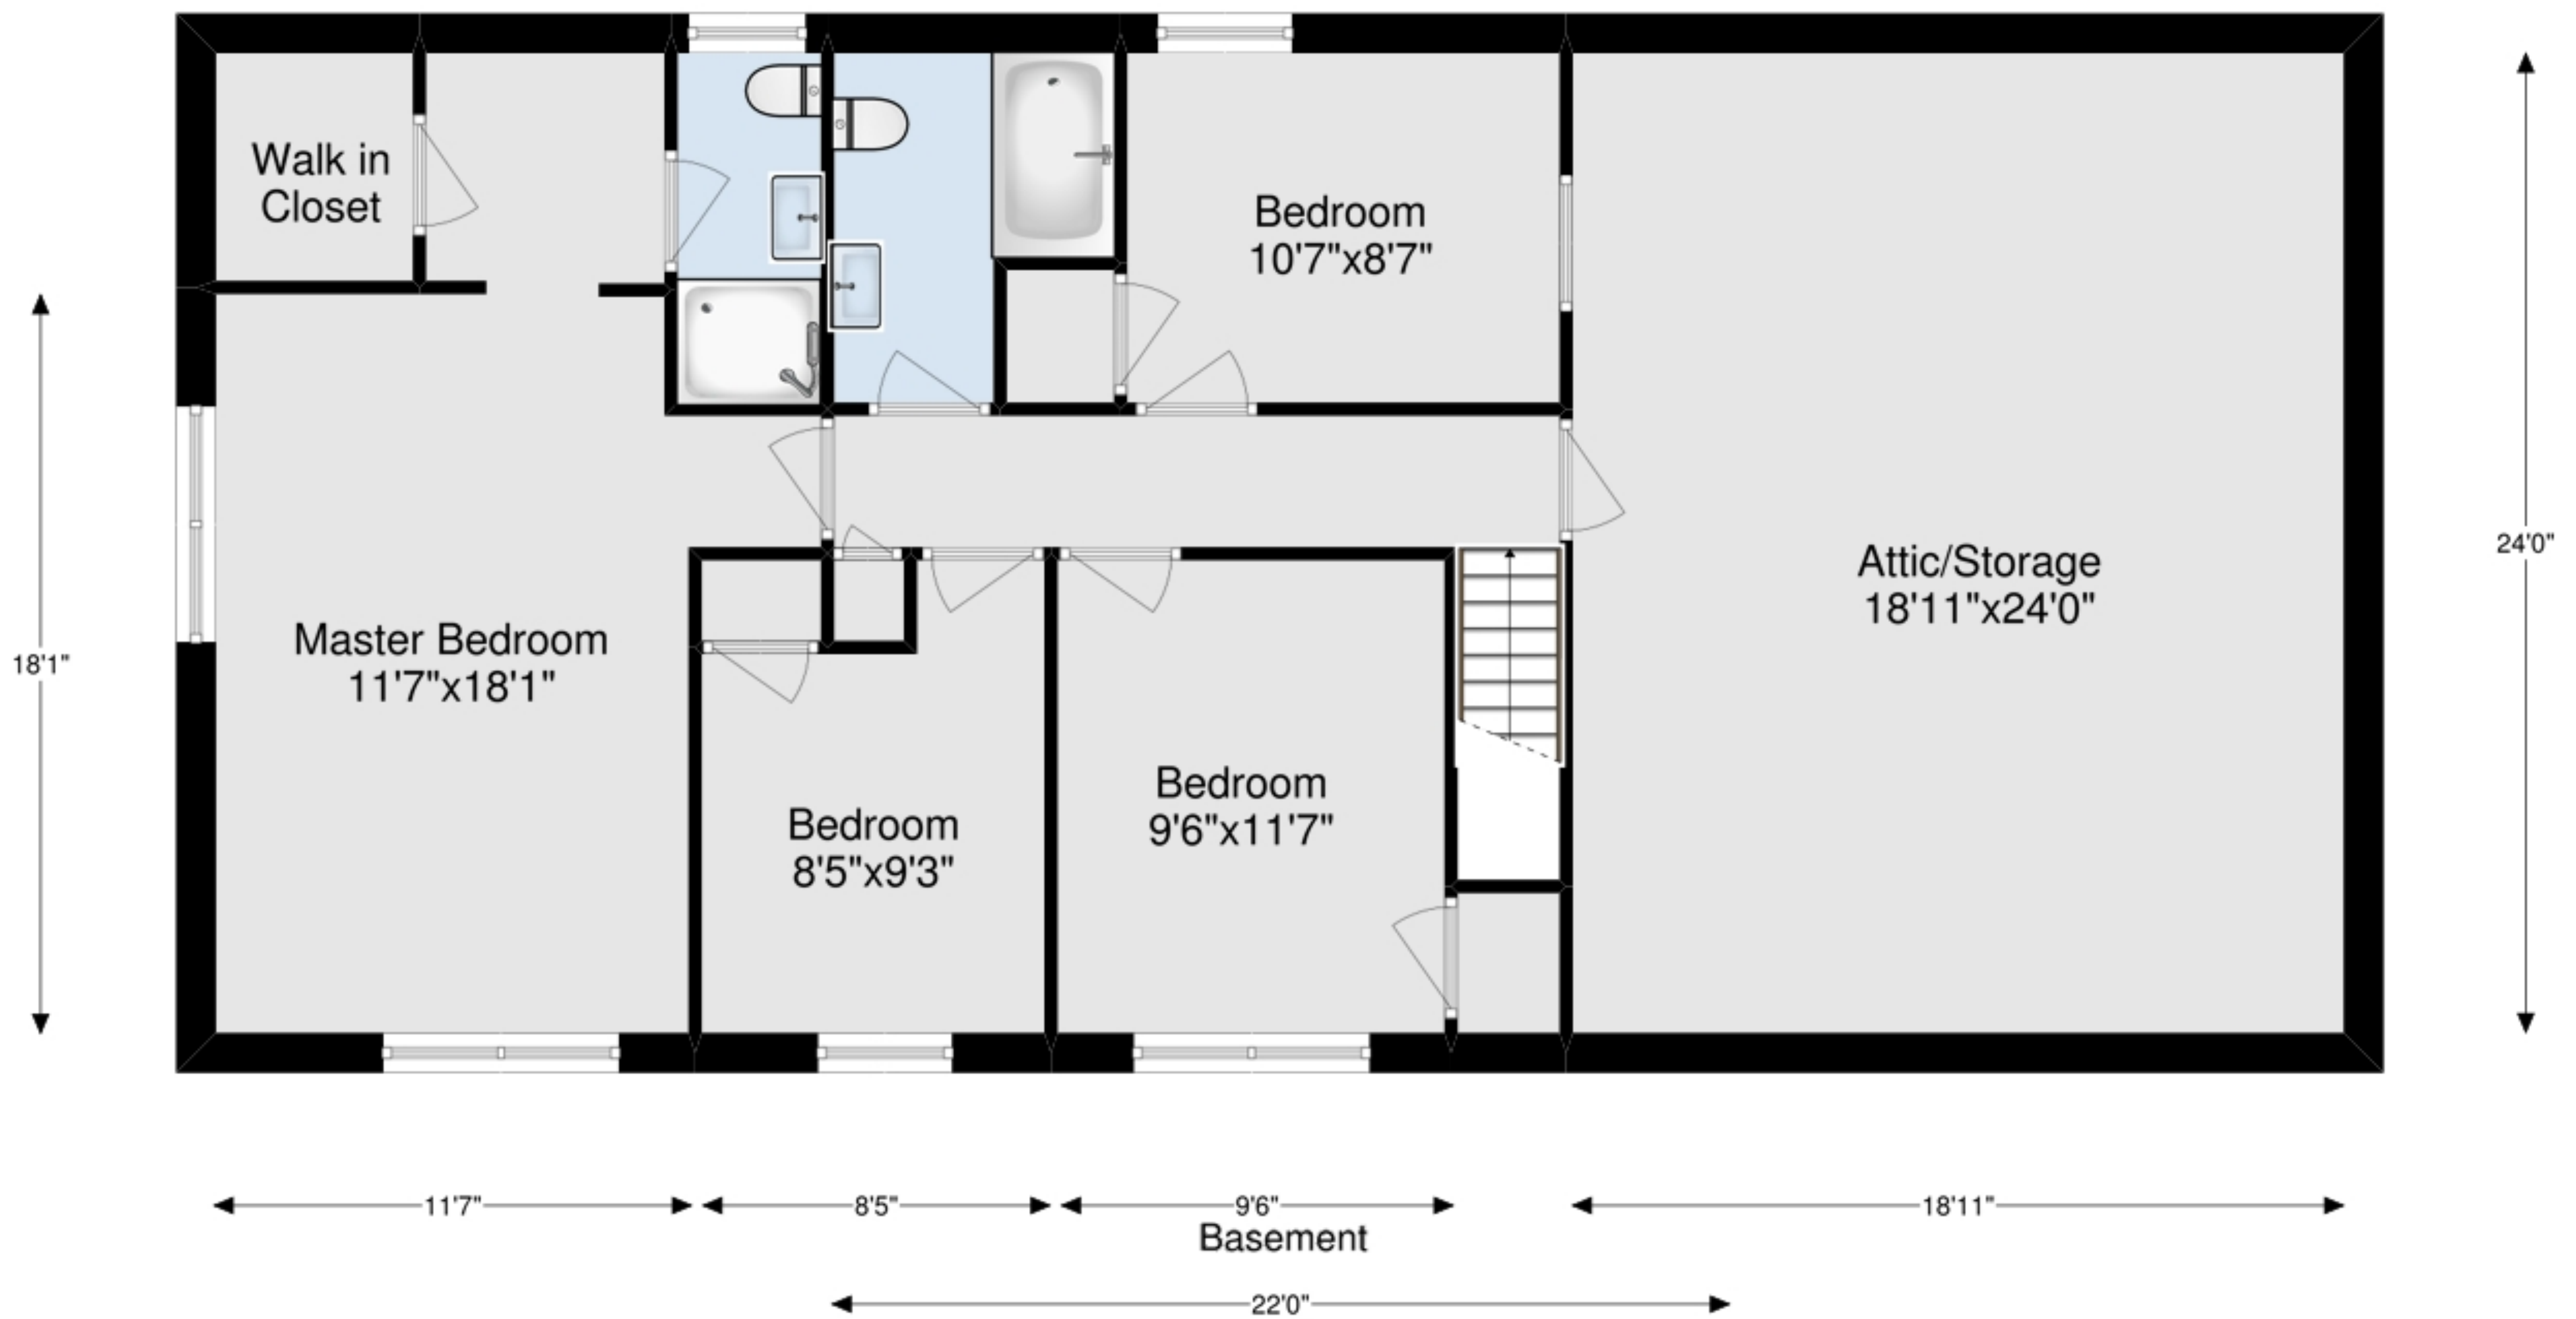 Walk in
Closet
Bedroom
10'7"x8'7"
Master Bedroom
11'7"x18'1"
Bedroom
8'5"x9'3"
Bedroom
9'6"x11'7"
Attic/Storage
18'11"x24'0"
18'1"
24'0"
11'7"
8'5"
9'6"
18'11"
Basement
22'0"